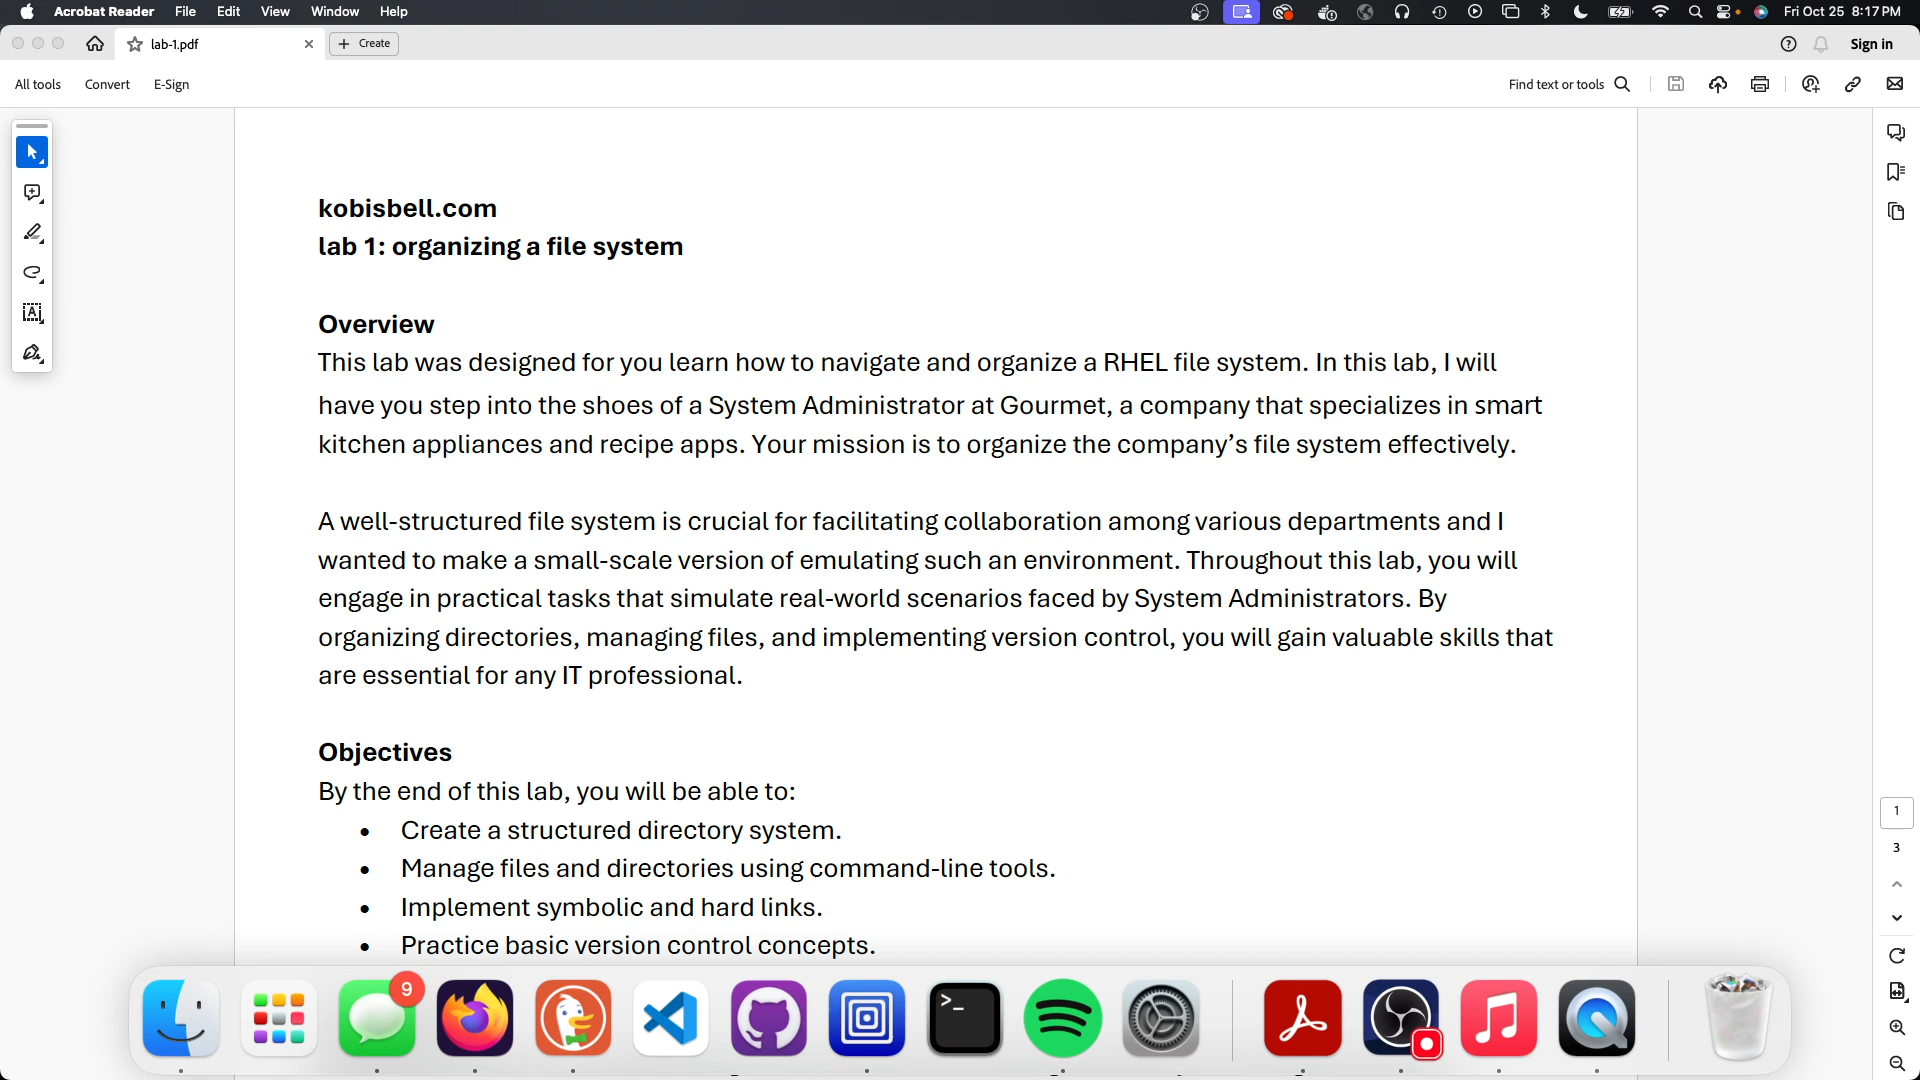 Acrobat Reader File Edit View Window Help Fri Oct 25 8:17 PM
lab-1.pdf Create Sign in
All tools Convert E-Sign Find text or tools
kobisbell.com
lab 1: organizing a file system
Overview
This lab was designed for you learn how to navigate and organize a RHEL file system. In this lab, I will
have you step into the shoes of a System Administrator at Gourmet, a company that specializes in smart
kitchen appliances and recipe apps. Your mission is to organize the company’s file system effectively.
A well-structured file system is crucial for facilitating collaboration among various departments and I
wanted to make a small-scale version of emulating such an environment. Throughout this lab, you will
engage in practical tasks that simulate real-world scenarios faced by System Administrators. By
organizing directories, managing files, and implementing version control, you will gain valuable skills that
are essential for any IT professional.
Objectives
By the end of this lab, you will be able to:
• Create a structured directory system.
• Manage files and directories using command-line tools.
• Implement symbolic and hard links.
• Practice basic version control concepts.
1
3
9
>_